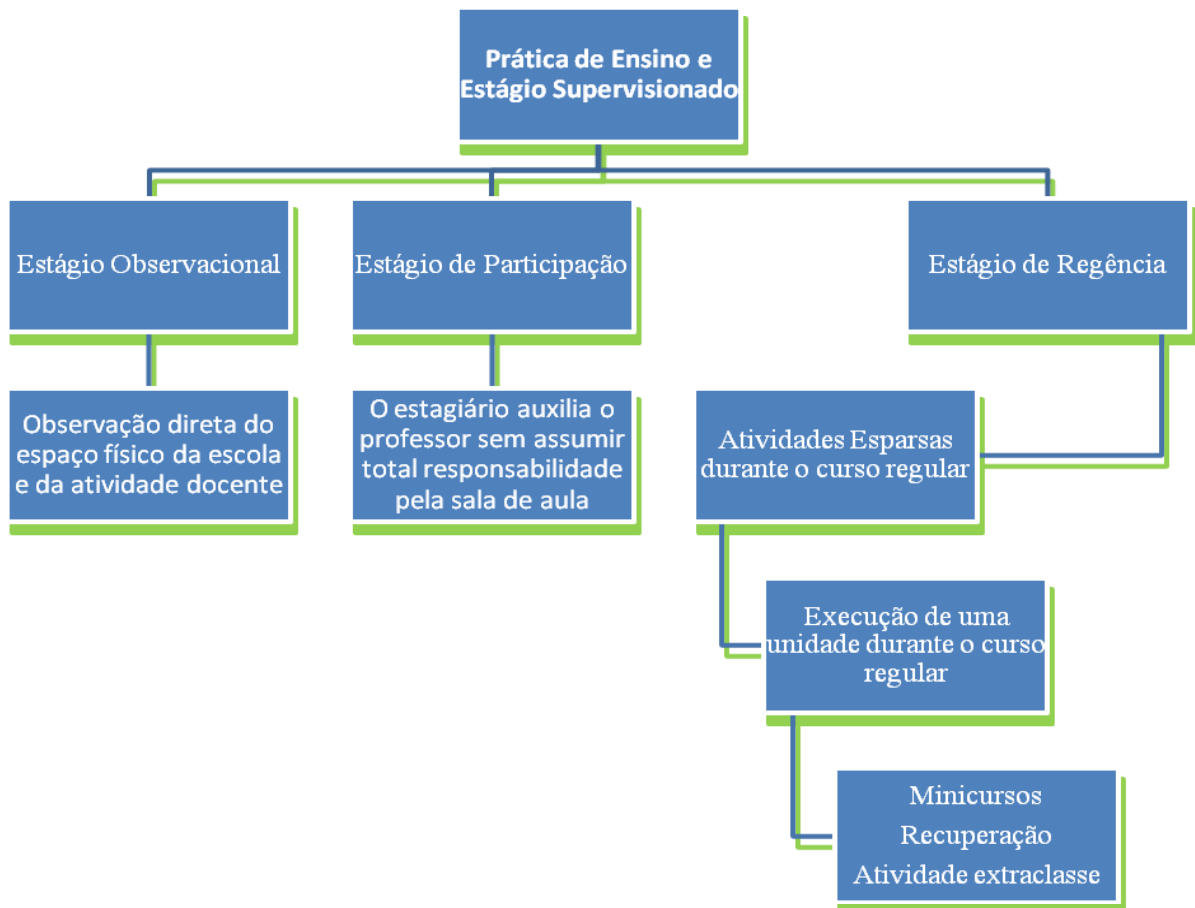 Prática de Ensino e
Estágio Supervisionado
Estágio Observacional
Estágio de Participação
Estágio de Regência
Observação direta do
espaço físico da escola
e da atividade docente
O estagiário auxilia o
professor sem assumir
total responsabilidade
pela sala de aula
Atividades Esparsas
durante o curso regular
Execução de uma
unidade durante o curso
regular
Minicursos
Recuperação
Atividade extraclasse